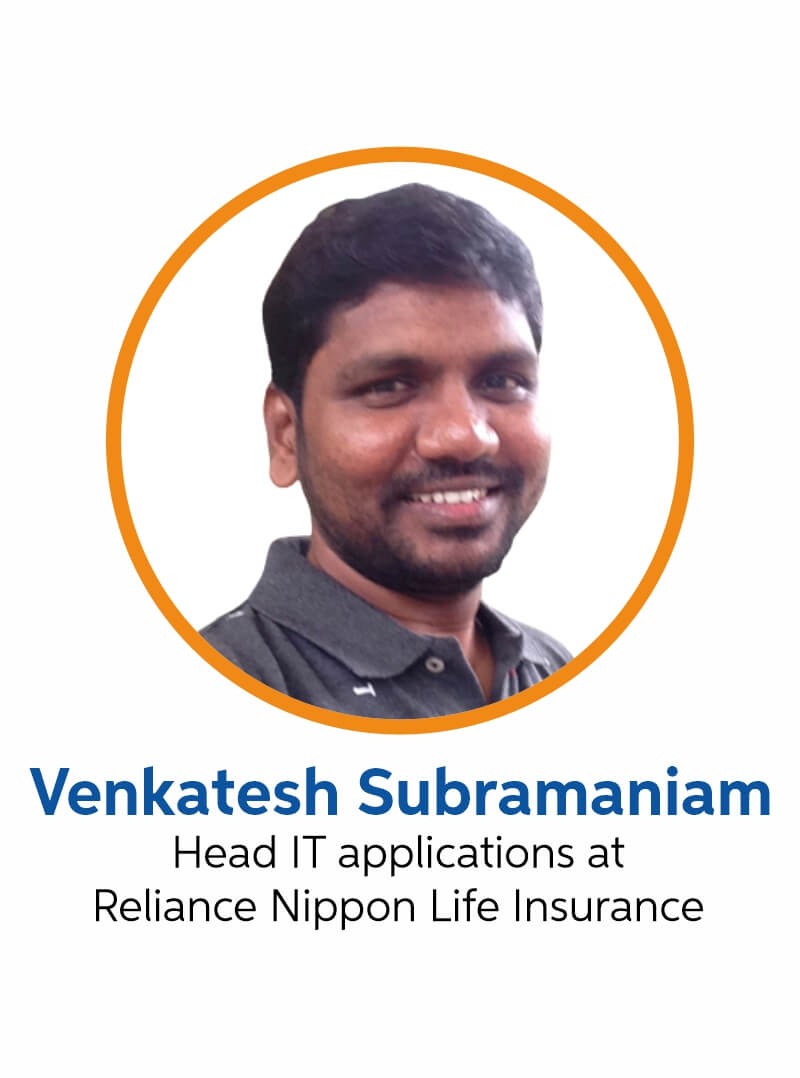 Venkatesh Subramaniam
Head IT applications at
Reliance Nippon Life Insurance